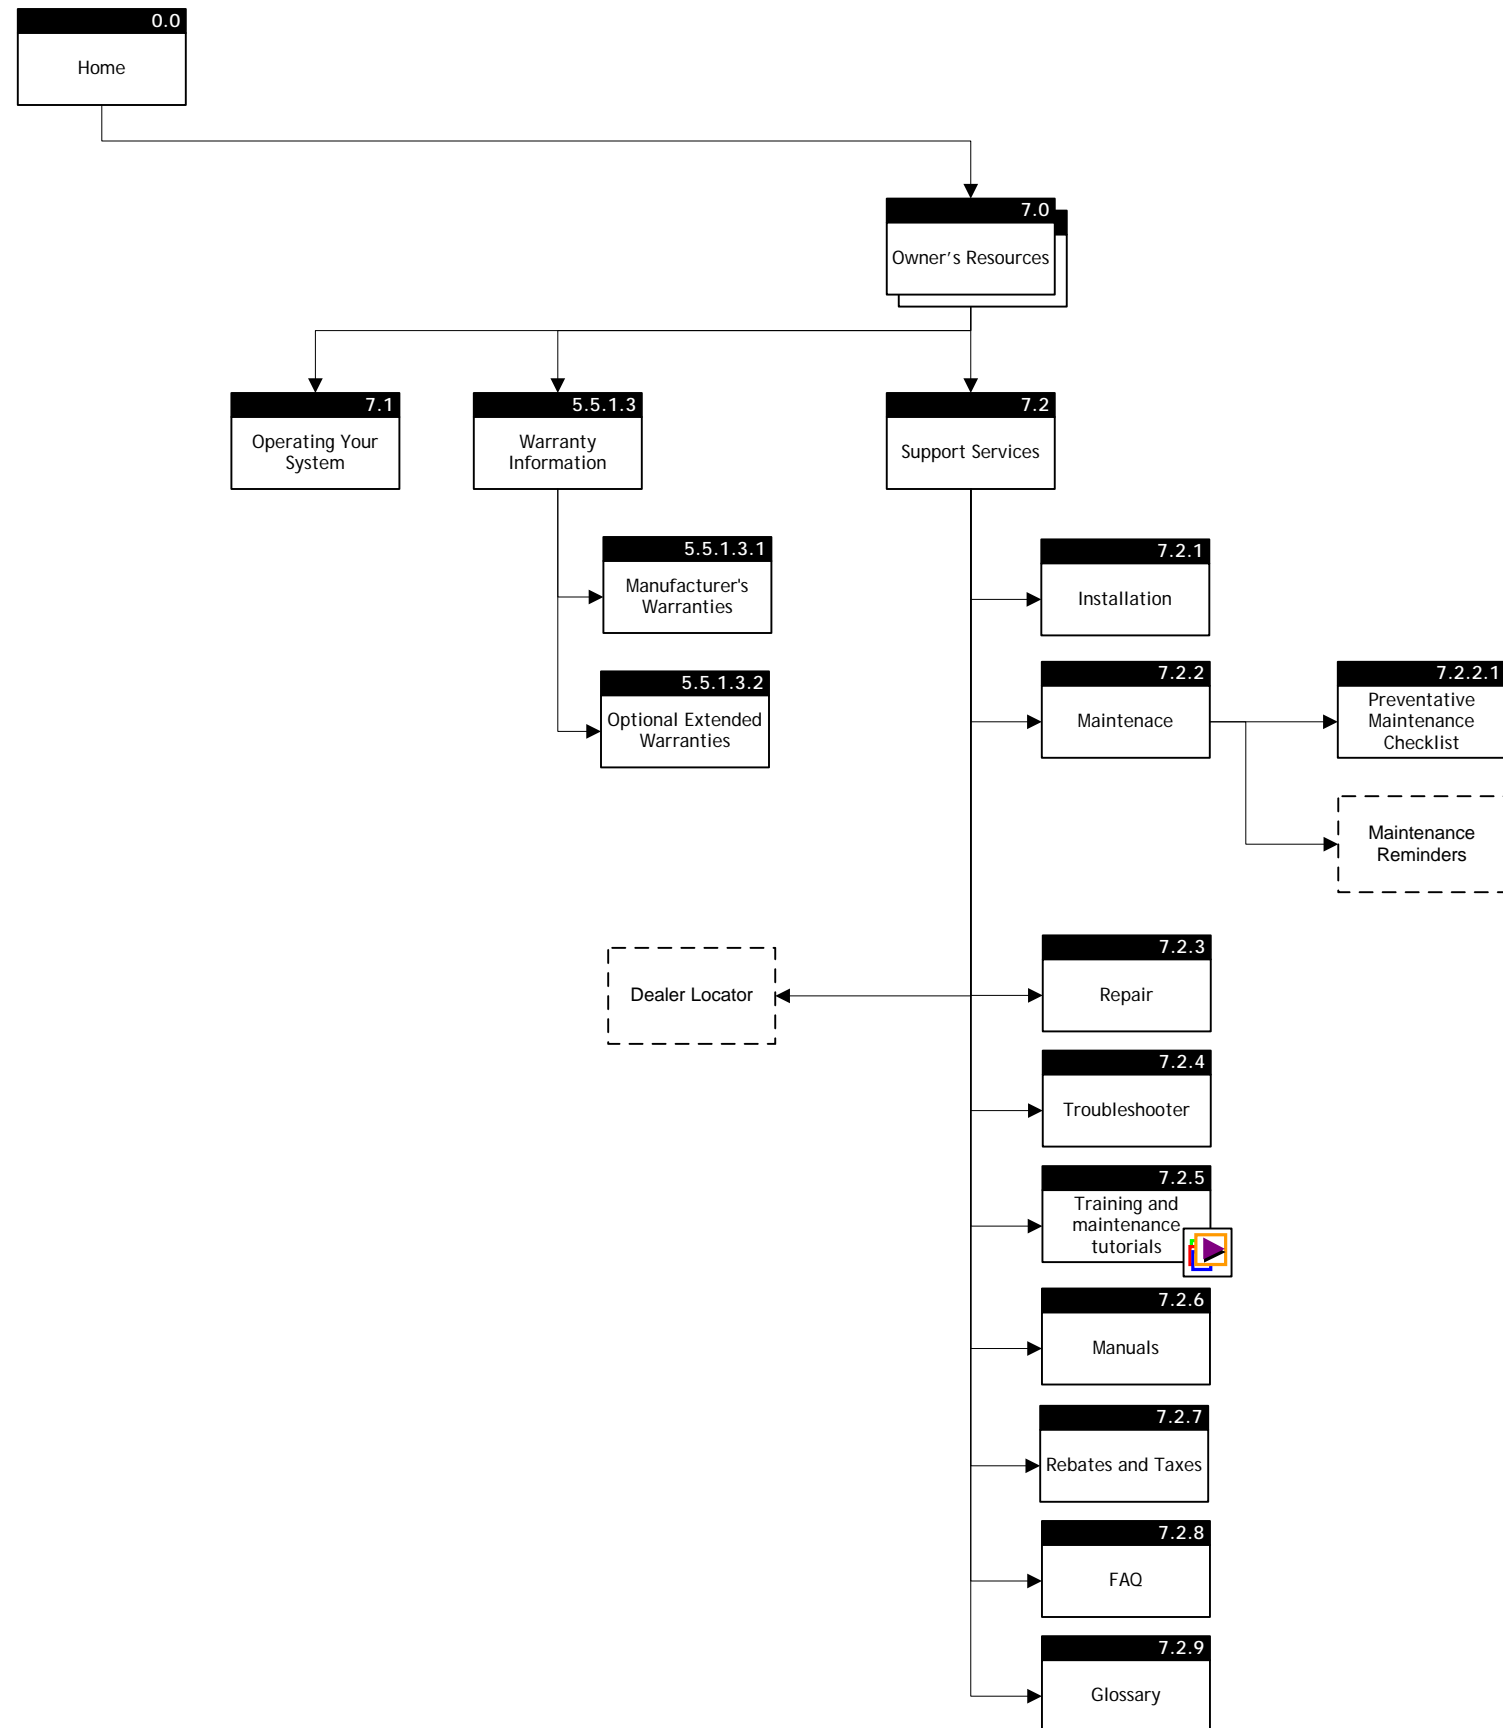 0.0
Home
7.0
Owner's Resources
7.1
Operating Your
System
5.5.1.3
Warranty
Information
7.2
Support Services
5.5.1.3.1
Manufacturer's
Warranties
5.5.1.3.2
Optional Extended
Warranties
7.2.1
Installation
7.2.2
Maintenace
7.2.2.1
Preventative
Maintenance
Checklist
Maintenance
Reminders
Dealer Locator
7.2.3
Repair
7.2.4
Troubleshooter
7.2.5
Training and
maintenance
tutorials
7.2.6
Manuals
7.2.7
Rebates and Taxes
7.2.8
FAQ
7.2.9
Glossary